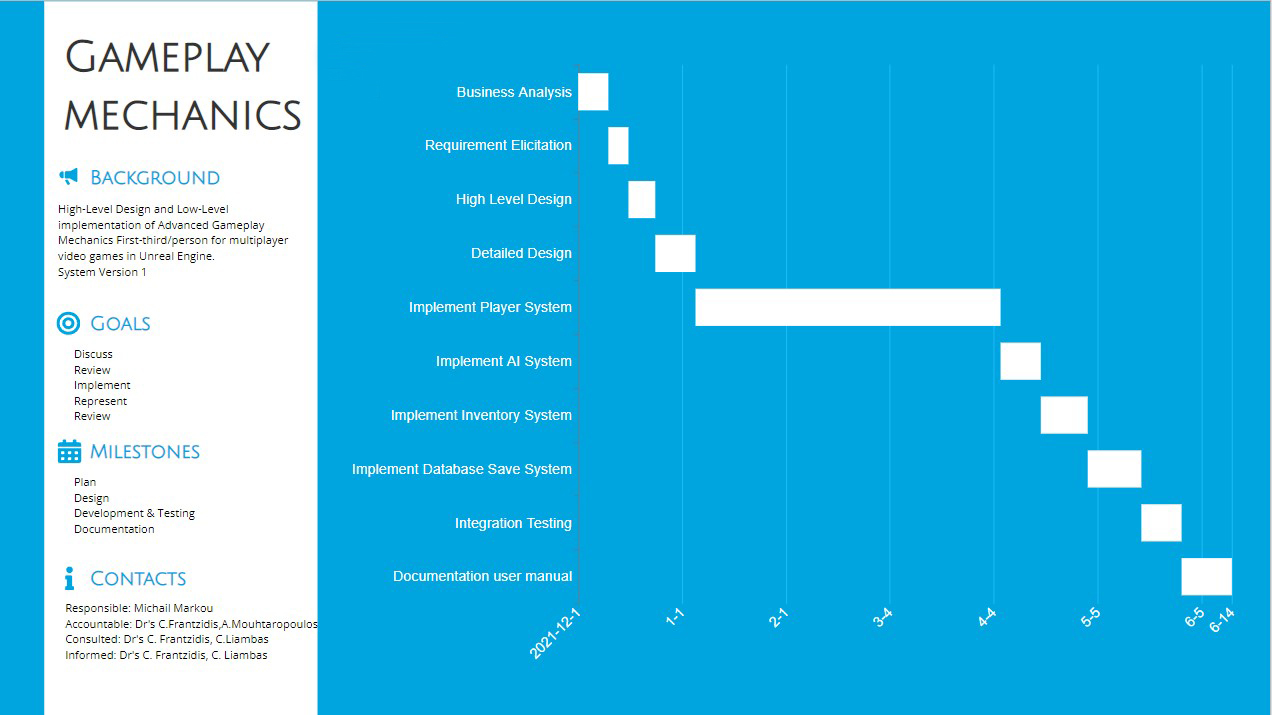 GAMEPLAY
MECHANICS
BACKGROUND
High-Level Design and Low-Level
implementation of Advanced Gameplay
Mechanics First-third/person for multiplayer
video games in Unreal Engine.
System Version 1
GOALS
Discuss
Review
Implement
Represent
Review
MILESTONES
Plan
Design
Development & Testing
Documentation
CONTACTS
Responsible: Michail Markou
Accountable: Dr's C.Frantzidis,A.Mouhtaropoulos
Consulted: Dr's C. Frantzidis, C.Liambas
Informed: Dr's C. Frantzidis, C. Liambas
Business Analysis
Requirement Elicitation
High Level Design
Detailed Design
Implement Player System
Implement AI System
Implement Inventory System
Implement Database Save System
Integration Testing
Documentation user manual
2021-12-1
1-1
2-1
3-4
4-4
5-5
6-5
6-14